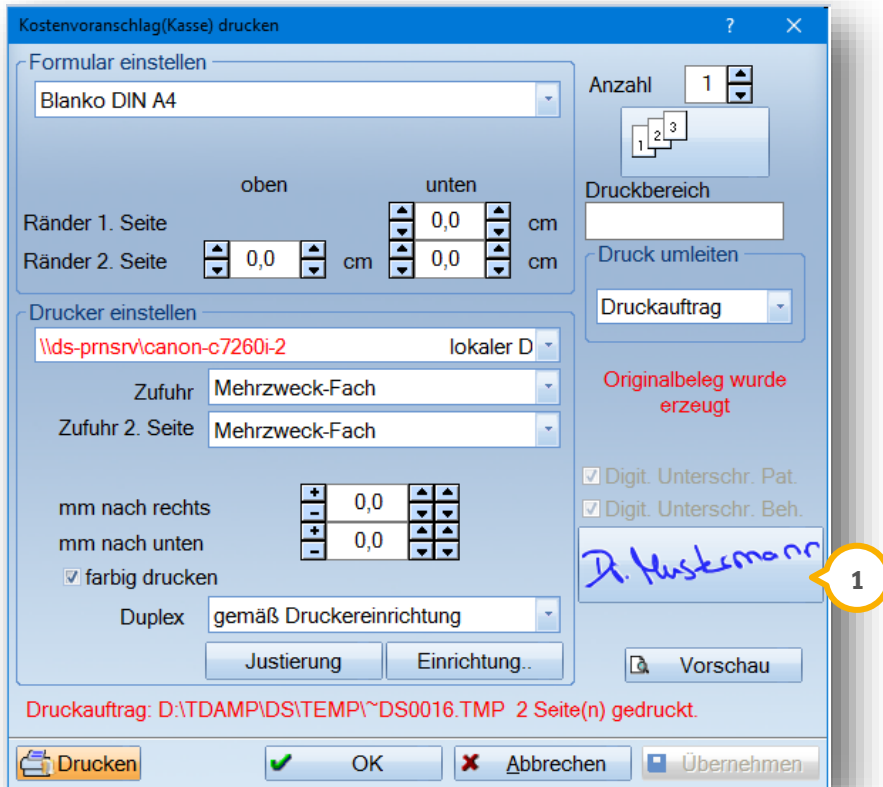 Kostenvoranschlag(Kasse) drucken ? ×
Formular einstellen
Blanko DIN A4
Anzahl 1
1 2 3
oben unten
Druckbereich
Ränder 1. Seite 0,0 cm
Ränder 2. Seite 0,0 cm 0,0 cm
Druck umleiten
Druckauftrag
Drucker einstellen
\\ds-prnsrv\canon-c7260i-2 lokaler D
Zufuhr Mehrzweck-Fach
Zufuhr 2. Seite Mehrzweck-Fach
Originalbeleg wurde
erzeugt
Digit. Unterschr. Pat.
Digit. Unterschr. Beh.
mm nach rechts + - 0,0
mm nach unten + - 0,0
farbig drucken
Dr. Mustermann
1
Duplex gemäß Druckereinrichtung
Justierung Einrichtung..
Vorschau
Druckauftrag: D:\TDAMP\DS\TEMP\~DS0016.TMP 2 Seite(n) gedruckt.
Drucken OK Abbrechen Übernehmen